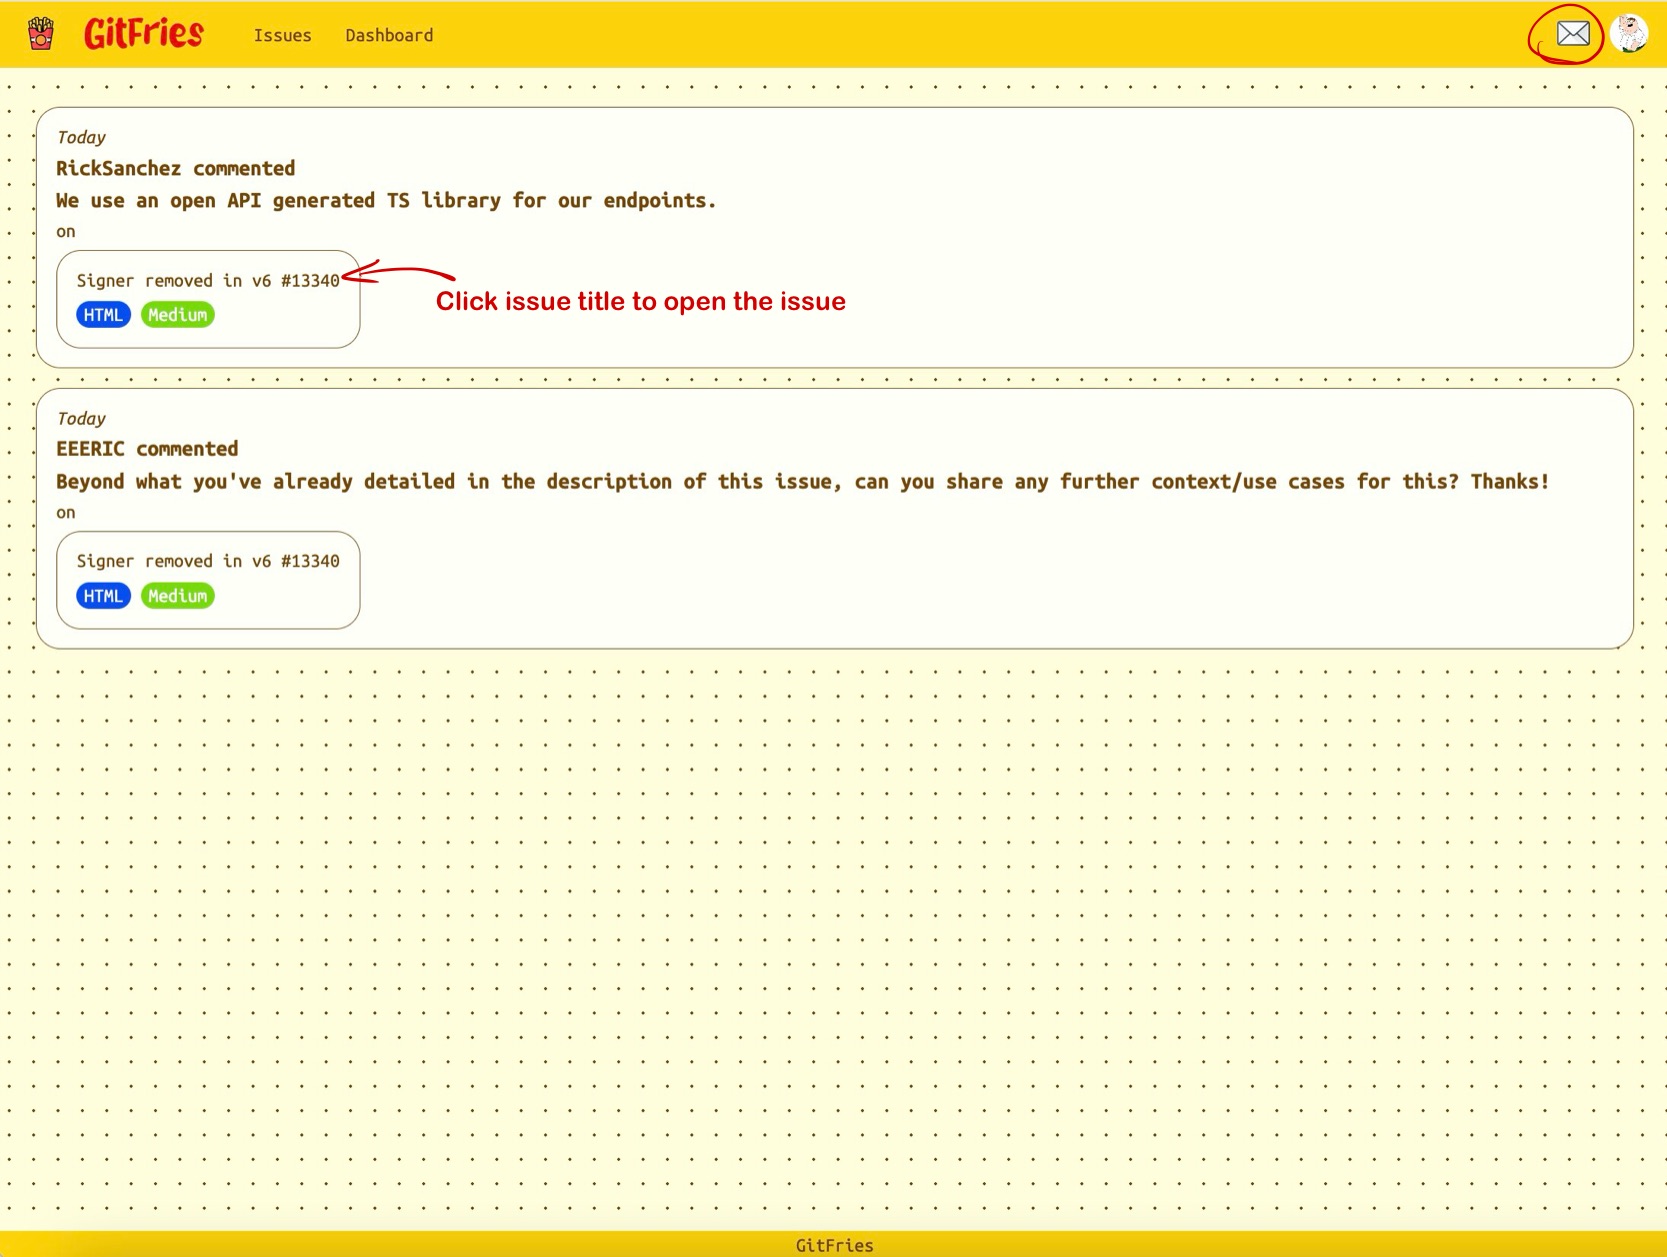 GitFries Issues Dashboard
Today
RickSanchez commented
We use an open API generated TS library for our endpoints.
on
Signer removed in v6 #13340
HTML Medium
Click issue title to open the issue
Today
EEERIC commented
Beyond what you've already detailed in the description of this issue, can you share any further context/use cases for this? Thanks!
on
Signer removed in v6 #13340
HTML Medium
GitFries